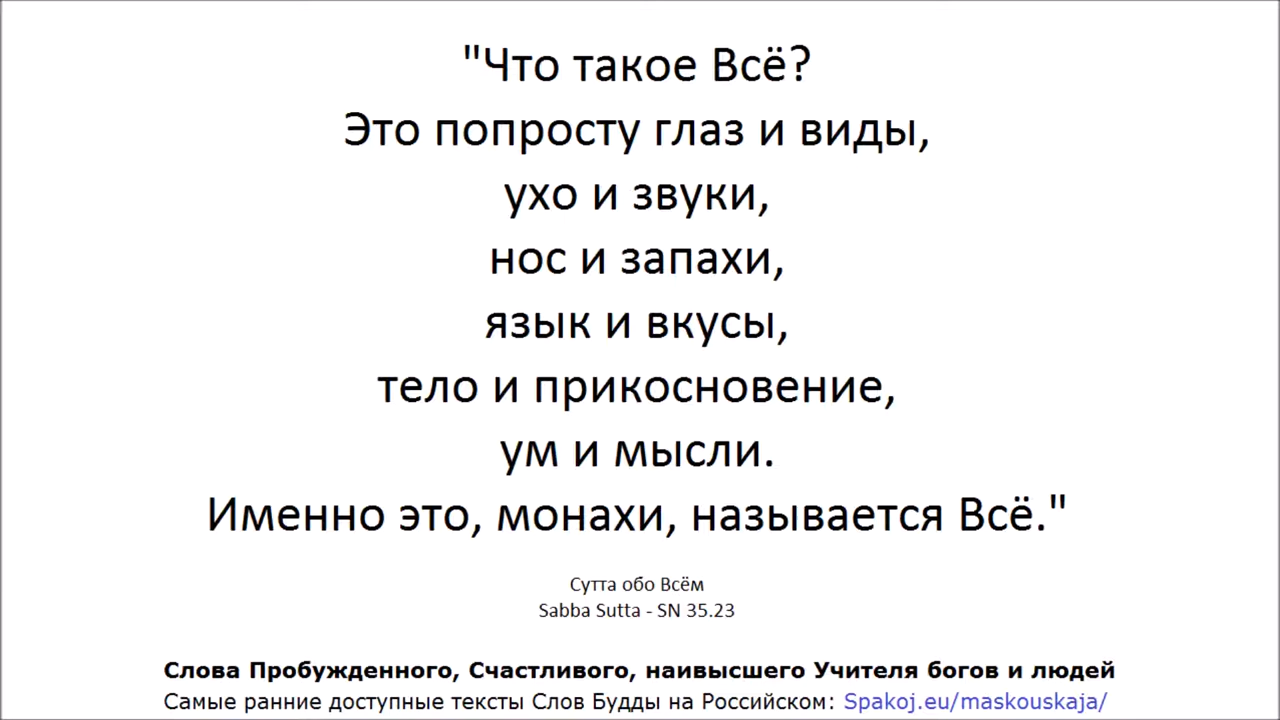 "Что такое Всё?
Это попросту глаз и виды,
ухо и звуки,
нос и запахи,
язык и вкусы,
тело и прикосновение,
ум и мысли.
Именно это, монахи, называется Всё."
Сутта обо Всём
Sabba Sutta - SN 35.23
Слова Пробужденного, Счастливого, наивысшего Учителя богов и людей
Самые ранние доступные тексты Слов Будды на Российском: Spakoj.eu/maskouskaja/